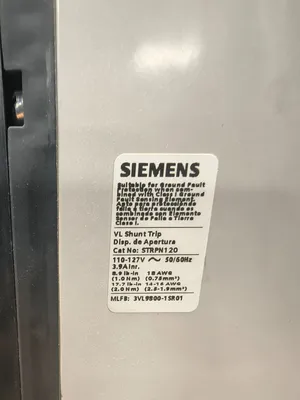 SIEMENS
Suitable for Ground Fault
Protection when com-
bined with Class I Ground
Fault Sensing Element.
Apto para protección de
falla a tierra cuando es
combinado con Elemento
Sensor de Falla a Tierra
Clase I.
VL Shunt Trip
Disp. de Apertura
Cat No: STRPN120
110-127V ~ 50/60Hz
3.9A Inr.
8.9 lb-in 18 AWG
(1.0 Nm) (0.75mm²)
17.7 lb-in 14-16 AWG
(2.0 Nm) (2.5-1.5mm²)
MLFB: 3VL9800-1SR01